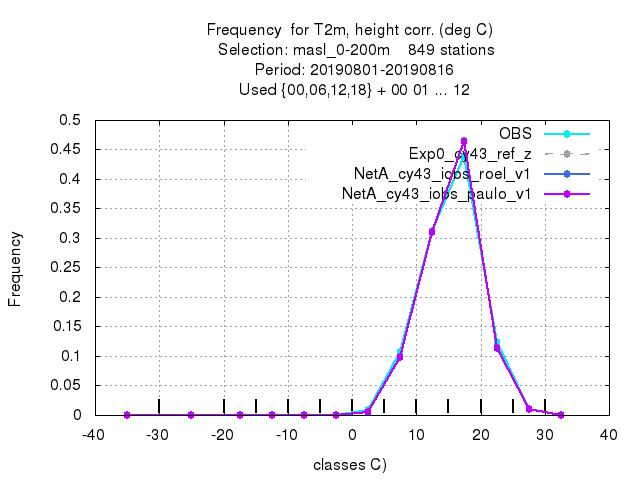 Frequency  for T2m, height corr. (deg C)
Selection: masl_0-200m    849 stations
Period: 20190801-20190816
Used {00,06,12,18} + 00 01 ... 12
OBS
Exp0_cy43_ref_z
NetA_cy43_iobs_roel_v1
NetA_cy43_iobs_paulo_v1
Frequency
0.5
0.45
0.4
0.35
0.3
0.25
0.2
0.15
0.1
0.05
0
-40 -30 -20 -10 0 10 20 30 40
classes C)